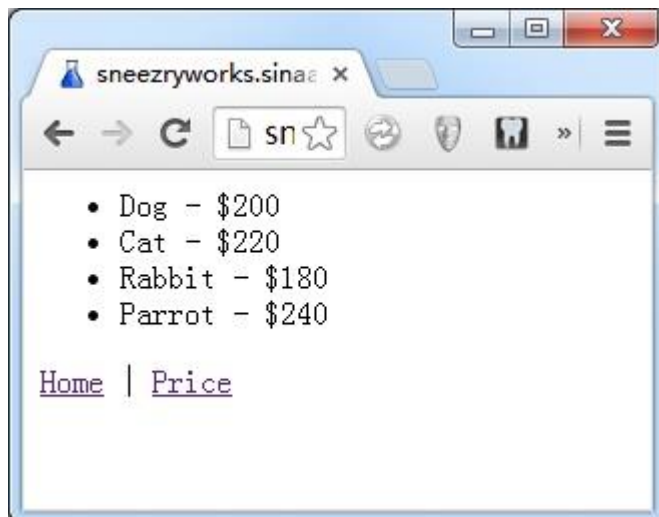 sneezryworks.sinaa
sn
Dog - $200
Cat - $220
Rabbit - $180
Parrot - $240
Home | Price